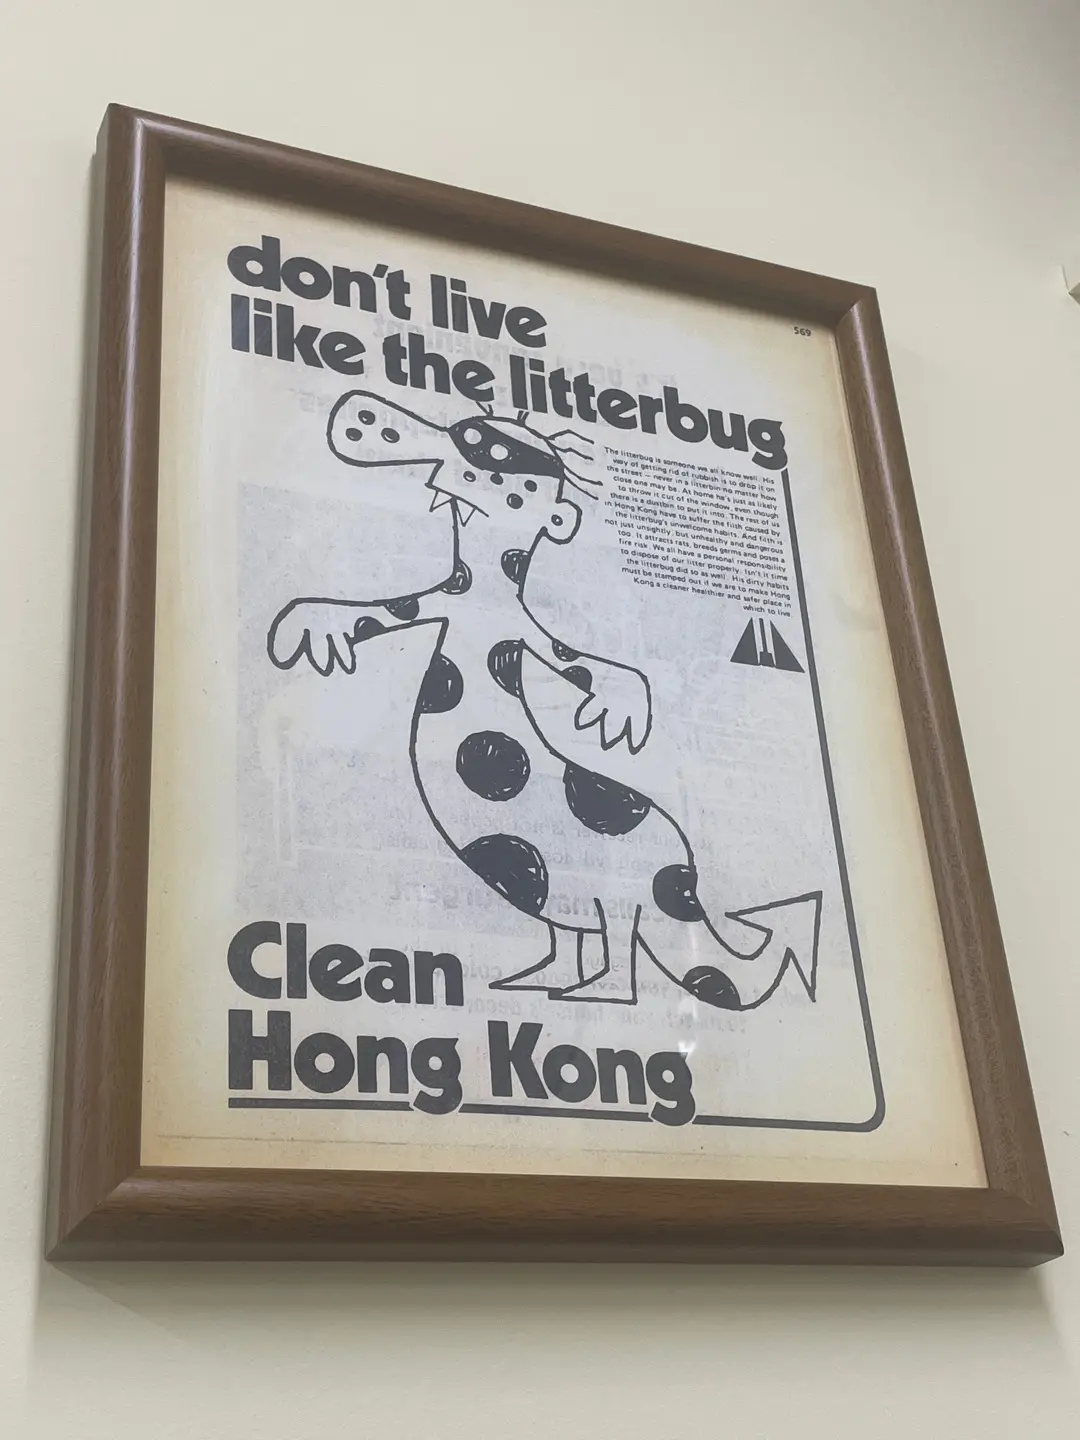 don't live
like the litterbug
569
The litterbug is someone we all know well. His
way of getting rid of rubbish is to drop it on
the street — never in a litterbin no matter how
close one may be. At home he's just as likely
to throw it out of the window, even though
there is a dustbin to put it into. The rest of us
in Hong Kong have to suffer the filth caused by
the litterbug's unwelcome habits. And filth is
not just unsightly, but unhealthy and dangerous
too. It attracts rats, breeds germs and poses a
fire risk. We all have a personal responsibility
to dispose of our litter properly. Isn't it time
the litterbug did so as well. His dirty habits
must be stamped out if we are to make Hong
Kong a cleaner healthier and safer place in
which to live.
Clean
Hong Kong